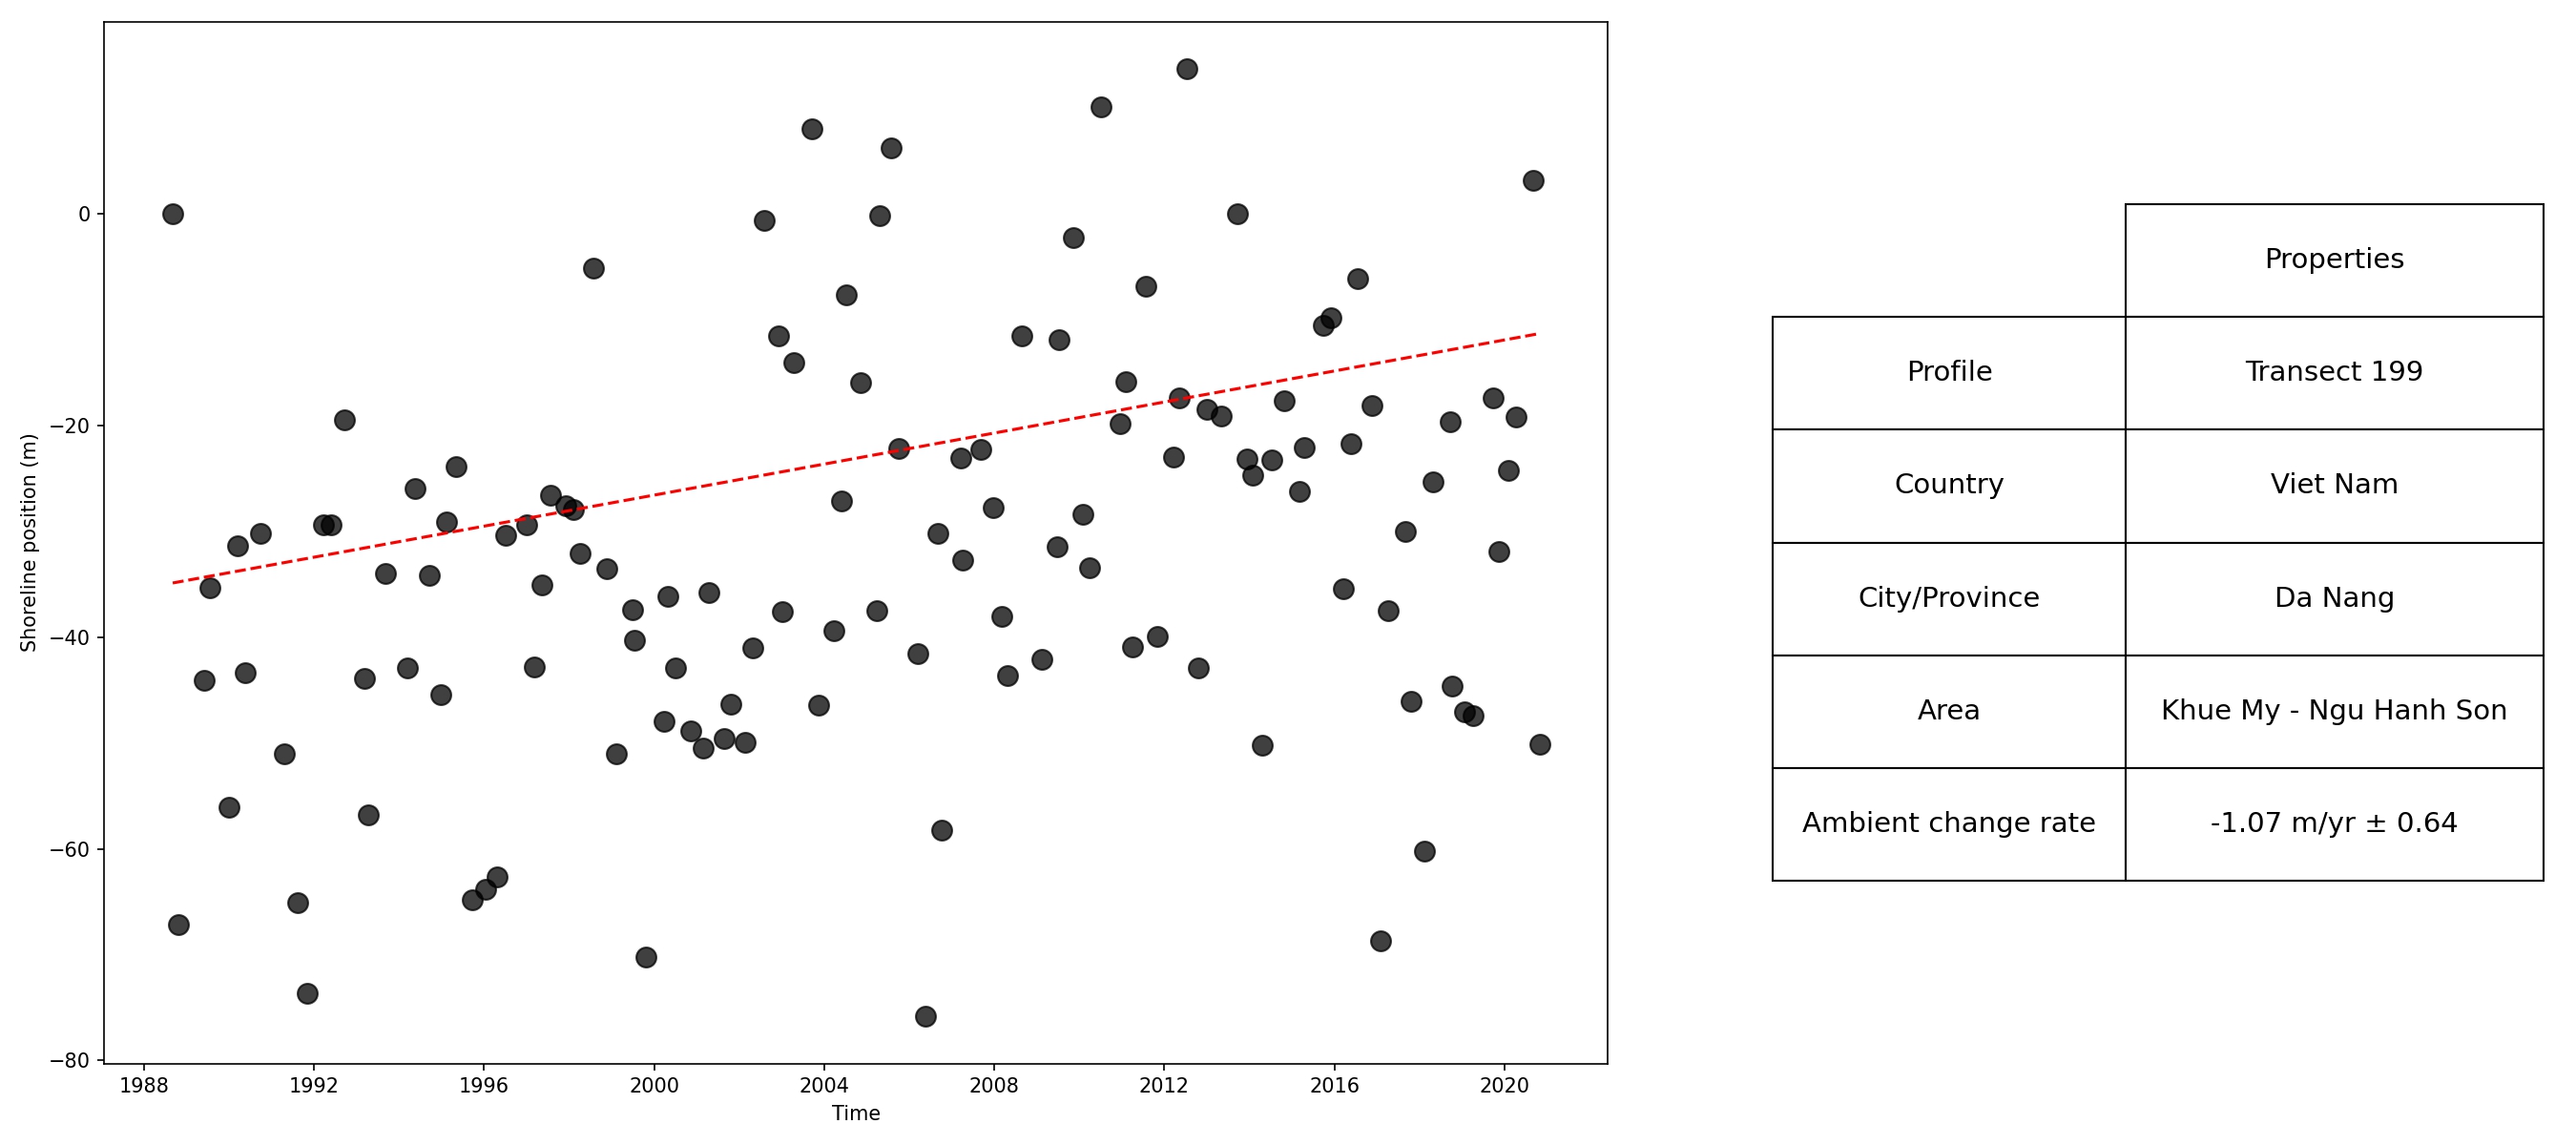 0
−20
−40
−60
−80
Shoreline position (m)
1988 1992 1996 2000 2004 2008 2012 2016 2020
Time
Properties
Profile Transect 199
Country Viet Nam
City/Province Da Nang
Area Khue My - Ngu Hanh Son
Ambient change rate -1.07 m/yr ± 0.64